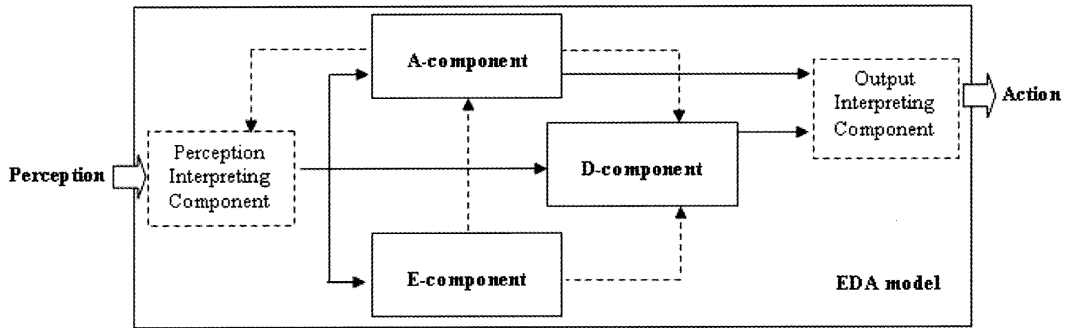 Perception
Perception
Interpreting
Component
A-component
D-component
E-component
Output
Interpreting
Component
Action
EDA model